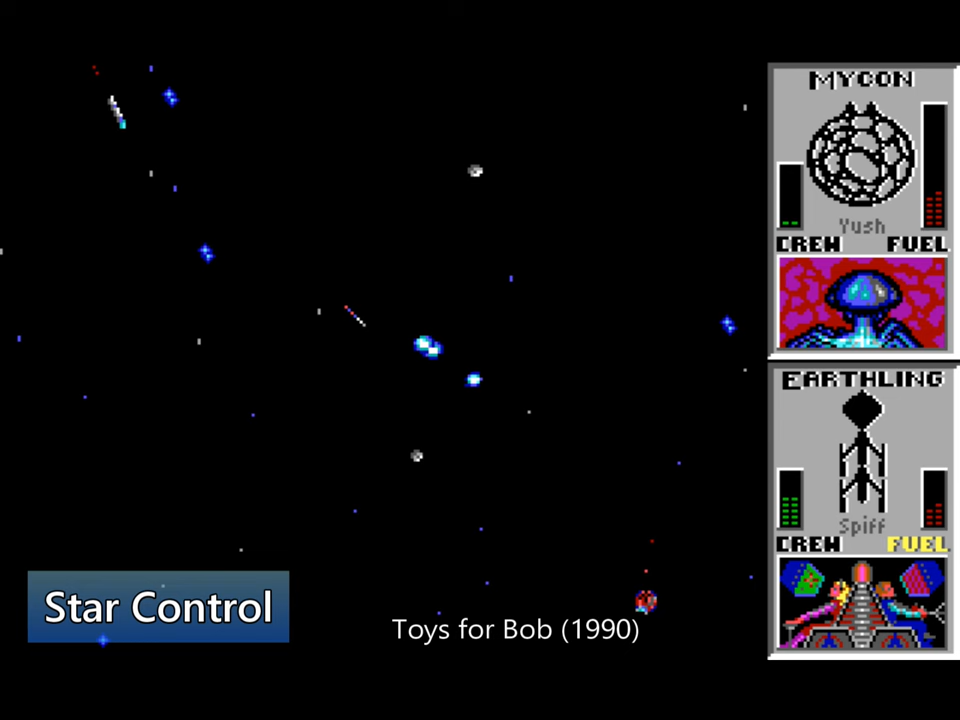 MYCON
Yush
CREW FUEL
EARTHLING
Spiff
CREW FUEL
Star Control
Toys for Bob (1990)